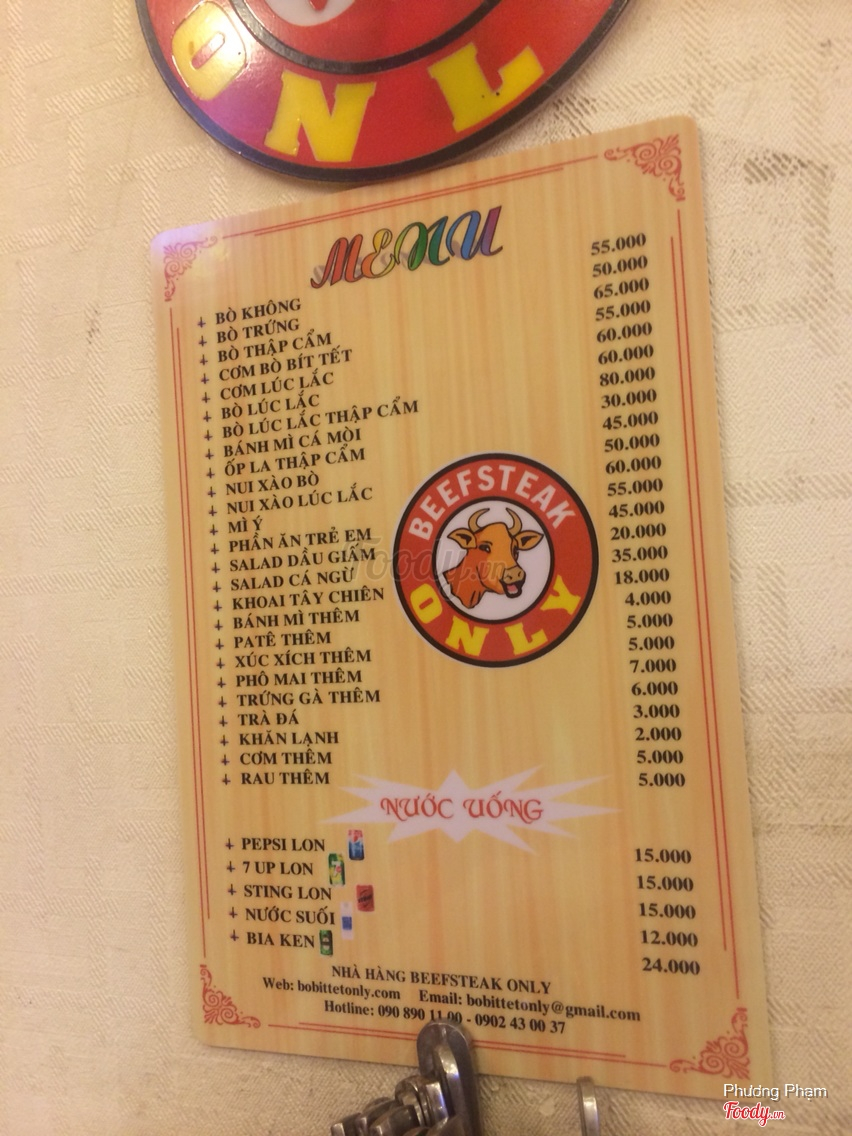 ONL
MENU
BÒ KHÔNG 55.000
BÒ TRỨNG 50.000
BÒ THẬP CẨM 65.000
CƠM BÒ BÍT TẾT 55.000
CƠM LÚC LẮC 60.000
BÒ LÚC LẮC 60.000
BÒ LÚC LẮC THẬP CẨM 80.000
BÁNH MÌ CÁ MÒI 30.000
ỐP LA THẬP CẨM 45.000
NUI XÀO BÒ 50.000
NUI XÀO LÚC LẮC 60.000
MÌ Ý 55.000
PHẦN ĂN TRẺ EM 45.000
SALAD DẦU GIẤM 20.000
SALAD CÁ NGỪ 35.000
KHOAI TÂY CHIÊN 18.000
BÁNH MÌ THÊM 4.000
PATÊ THÊM 5.000
XÚC XÍCH THÊM 5.000
PHÔ MAI THÊM 7.000
TRỨNG GÀ THÊM 6.000
TRÀ ĐÁ 3.000
KHĂN LẠNH 2.000
CƠM THÊM 5.000
RAU THÊM 5.000
BEEFSTEAK
ONLY
Foody.vn
NƯỚC UỐNG
PEPSI LON 15.000
7 UP LON 15.000
STING LON 15.000
NƯỚC SUỐI 12.000
BIA KEN 24.000
NHÀ HÀNG BEEFSTEAK ONLY
Web: bobittetonly.com Email: bobittetonly@gmail.com
Hotline: 090 890 11 00 - 0902 43 00 37
Phương Phạm
Foody.vn